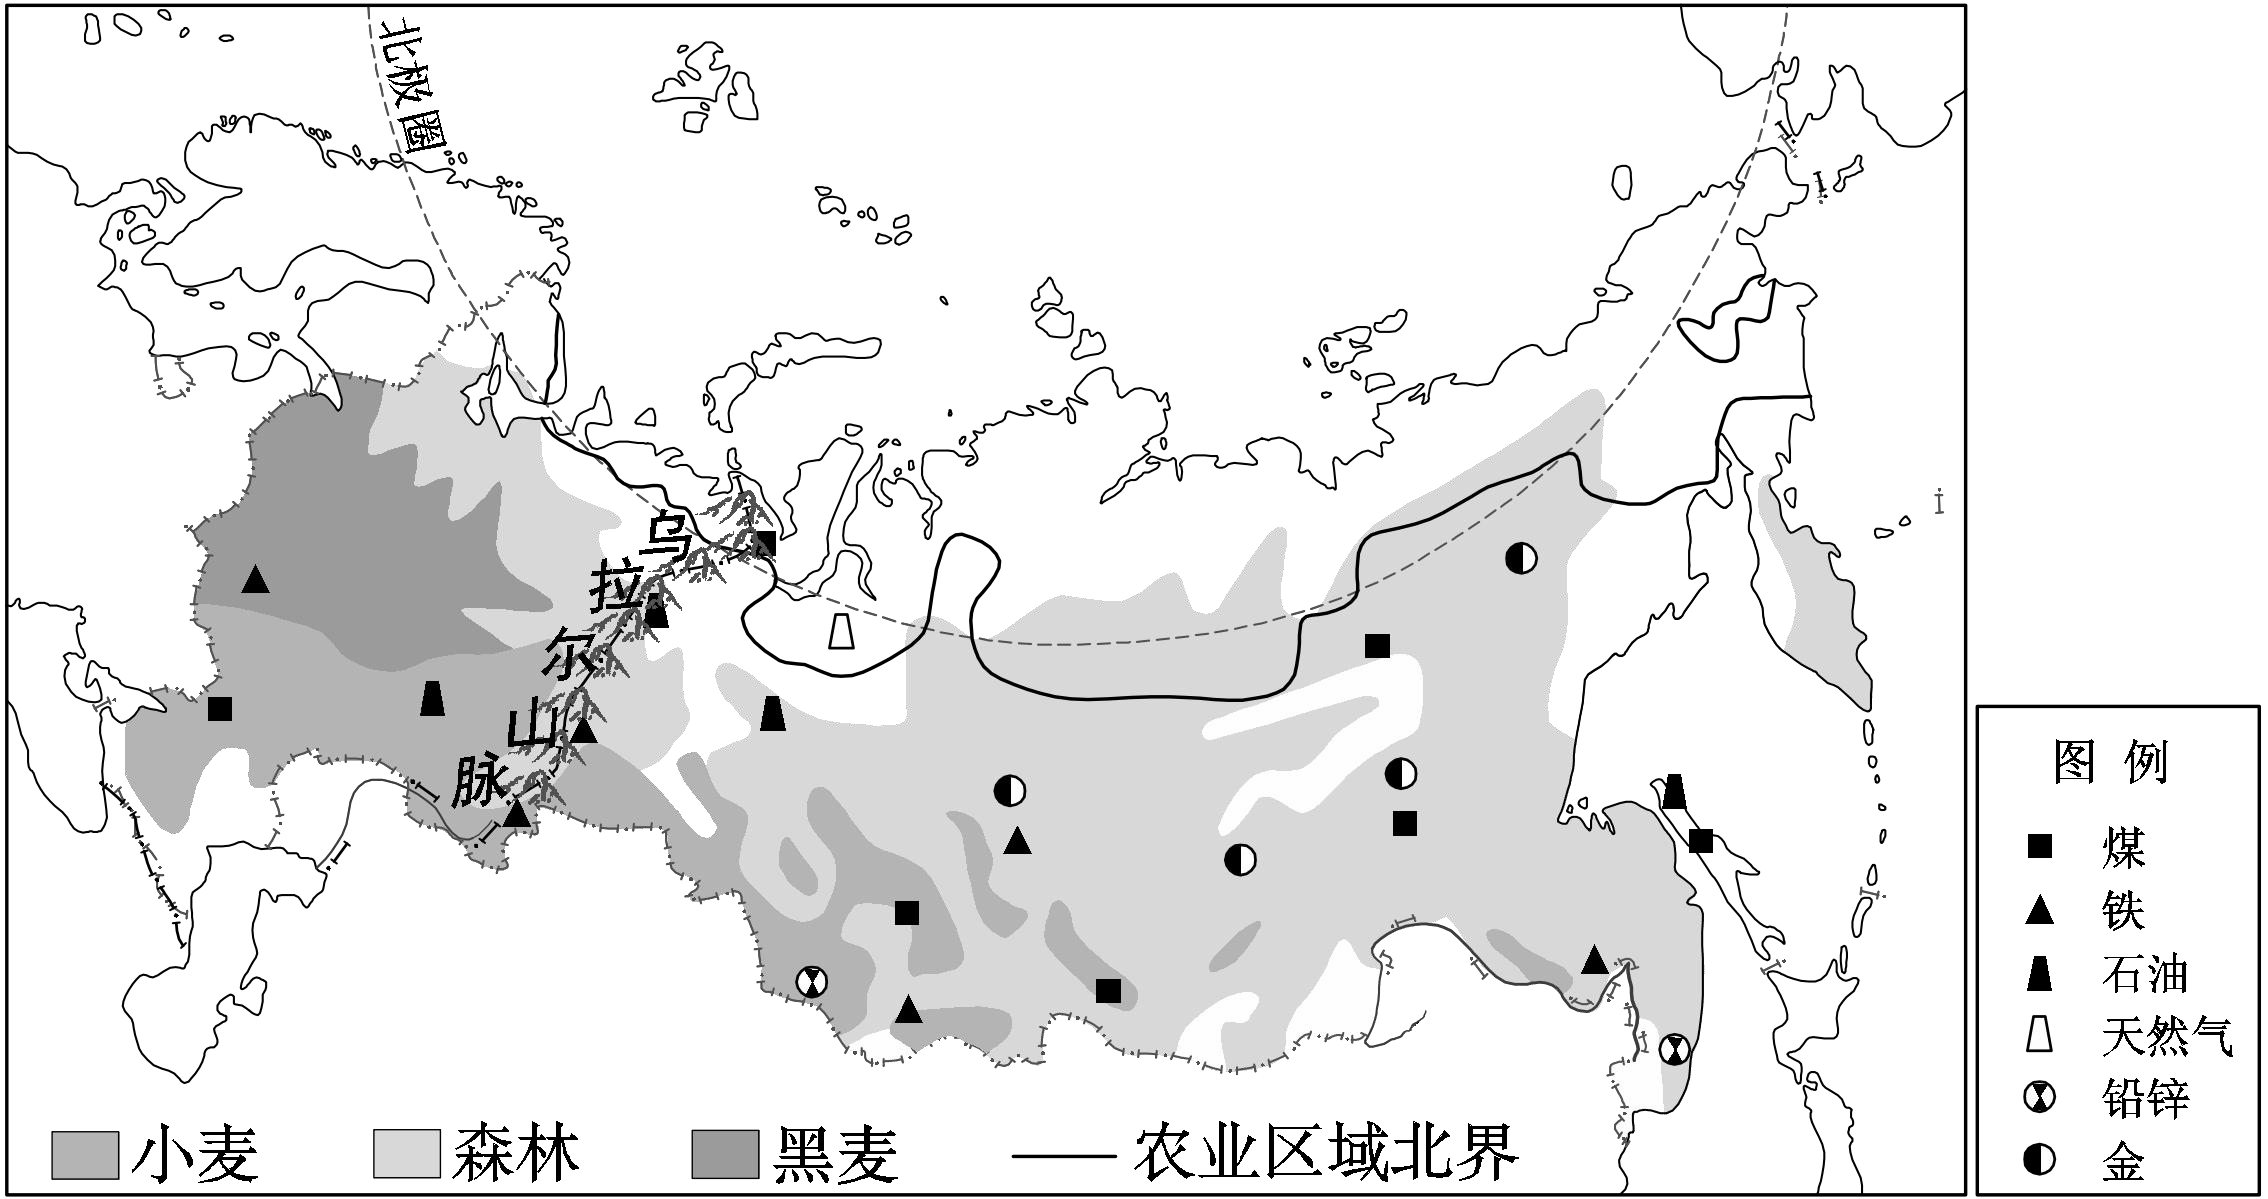 北极圈
乌拉尔山脉
图 例
煤
铁
石油
天然气
铅锌
金
小麦
森林
黑麦
农业区域北界